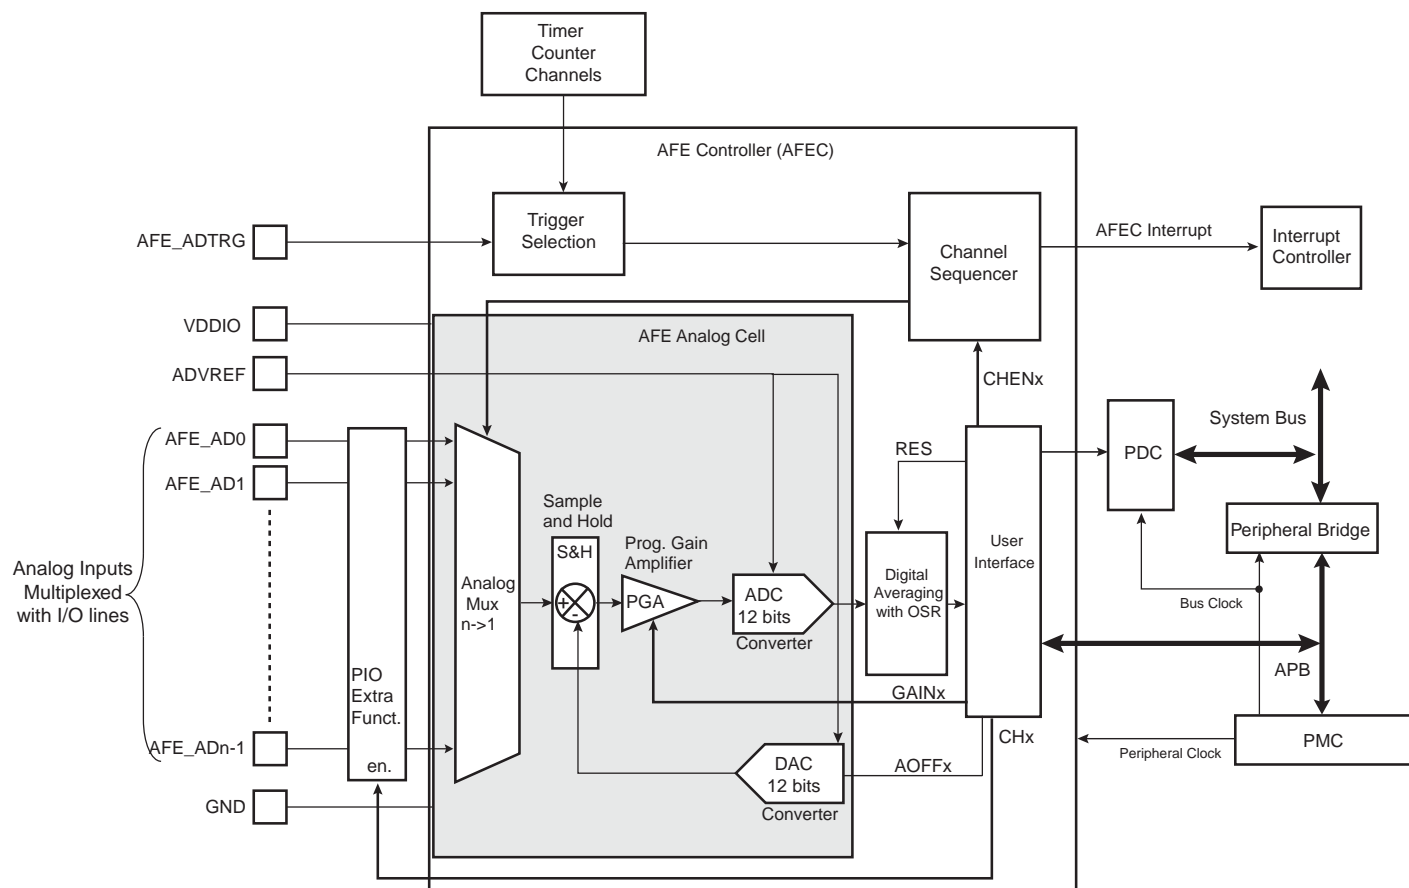 Timer
Counter
Channels
AFE Controller (AFEC)
Trigger
Selection
AFE_ADTRG
Channel
Sequencer
AFEC Interrupt
Interrupt
Controller
VDDIO
AFE Analog Cell
ADVREF
CHENx
AFE_AD0
AFE_AD1
RES
PDC
System Bus
Sample
and Hold
S&H
+
-
Prog. Gain
Amplifier
PGA
ADC
12 bits
Converter
Digital
Averaging
with OSR
User
Interface
Peripheral Bridge
Bus Clock
Analog Inputs
Multiplexed
with I/O lines
Analog
Mux
n->1
PIO
Extra
Funct.
en.
GAINx
APB
CHx
AFE_ADn-1
DAC
12 bits
Converter
AOFFx
Peripheral Clock
PMC
GND